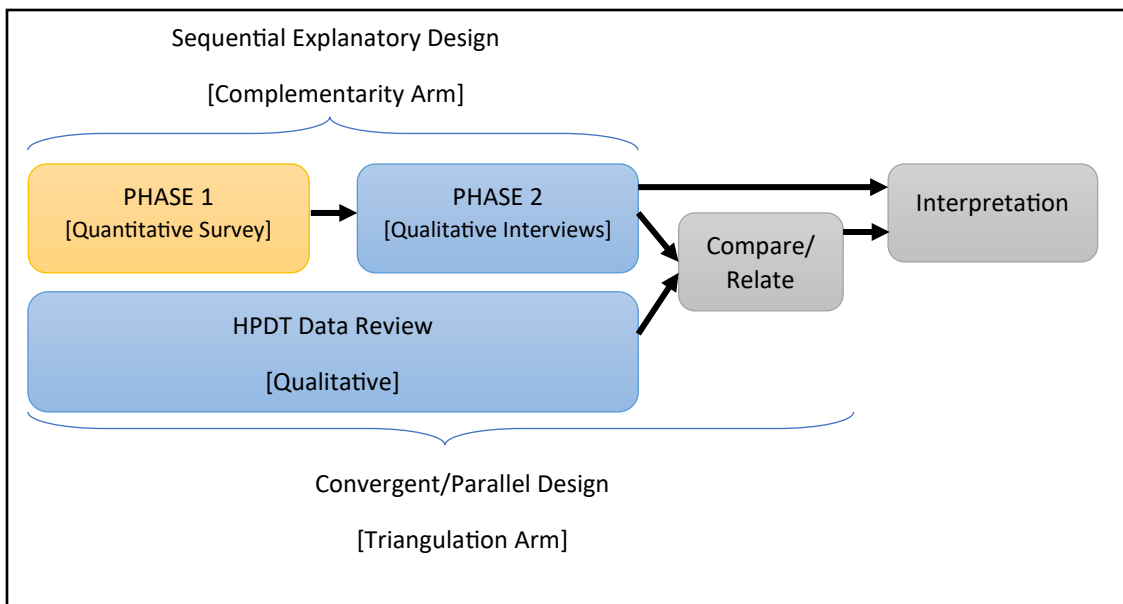 Sequential Explanatory Design
[Complementarity Arm]
PHASE 1
[Quantitative Survey]
PHASE 2
[Qualitative Interviews]
Interpretation
Compare/
Relate
HPDT Data Review
[Qualitative]
Convergent/Parallel Design
[Triangulation Arm]